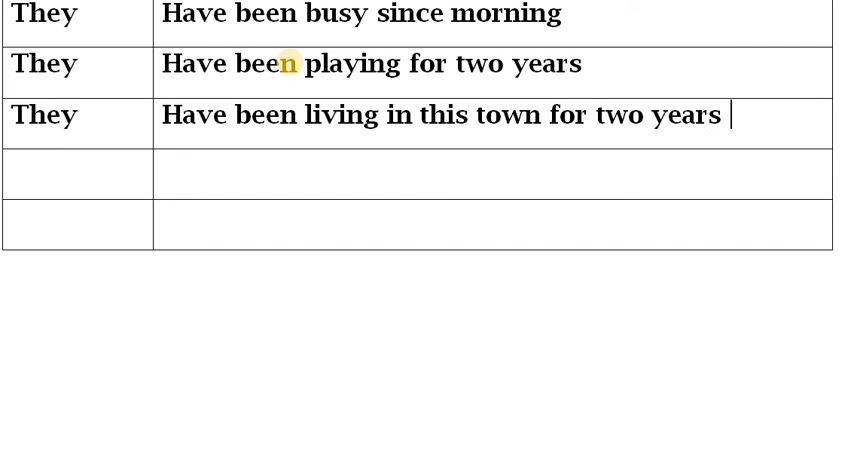 They Have been busy since morning
They Have been playing for two years
They Have been living in this town for two years